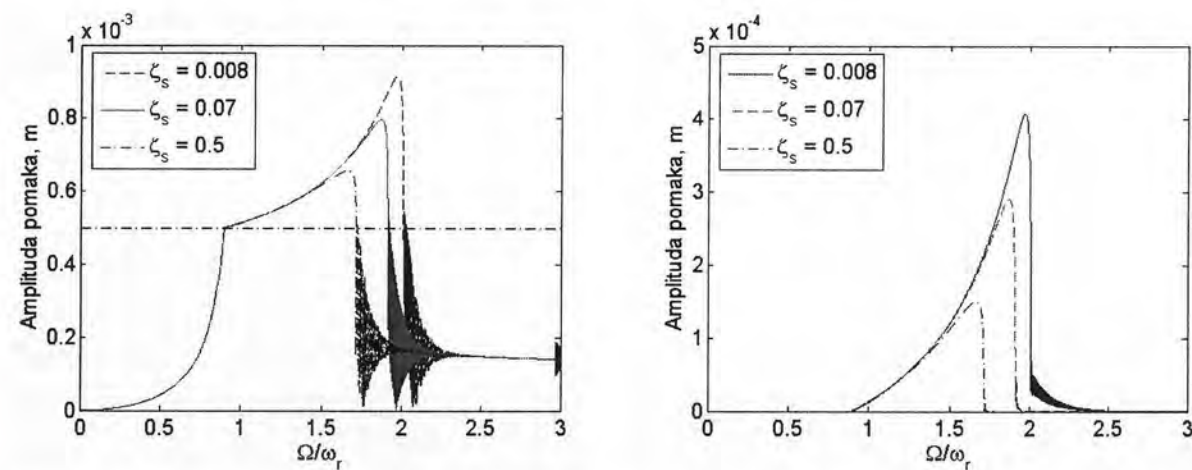 x 10⁻³
1
0.8
0.6
0.4
0.2
0
0 0.5 1 1.5 2 2.5 3
Amplituda pomaka, m
Ω/ωᵣ
ζₛ = 0.008
ζₛ = 0.07
ζₛ = 0.5
x 10⁻⁴
5
4
3
2
1
0
0 0.5 1 1.5 2 2.5 3
Amplituda pomaka, m
Ω/ωᵣ
ζₛ = 0.008
ζₛ = 0.07
ζₛ = 0.5